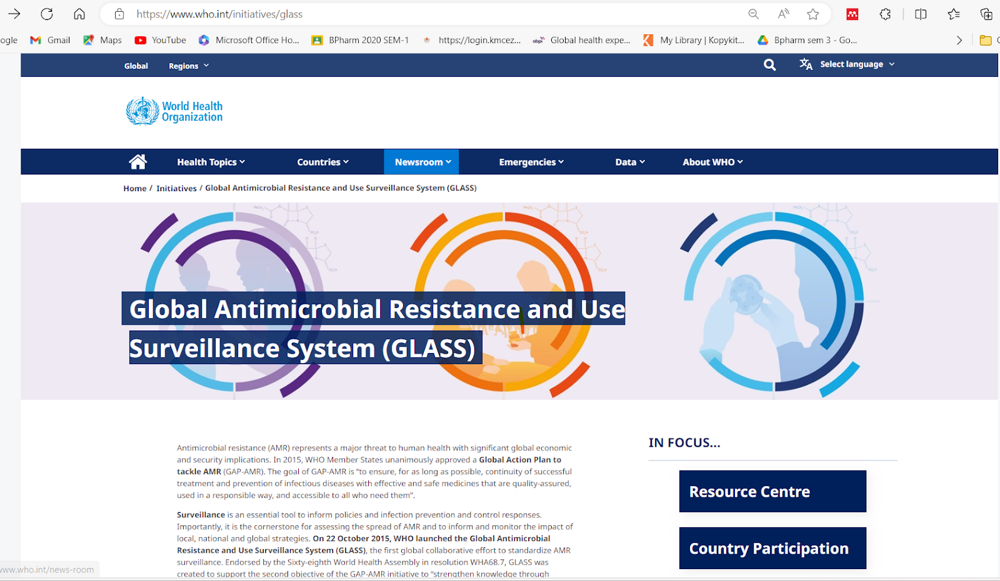 https://www.who.int/initiatives/glass
ogle Gmail Maps YouTube Microsoft Office Ho... BPharm 2020 SEM-1 https://login.kmcez... Global health expe... My Library | Kopykit... Bpharm sem 3 - Go...
Global Regions Select language
World Health
Organization
Health Topics Countries Newsroom Emergencies Data About WHO
Home / Initiatives / Global Antimicrobial Resistance and Use Surveillance System (GLASS)
Global Antimicrobial Resistance and Use
Surveillance System (GLASS)
Antimicrobial resistance (AMR) represents a major threat to human health with significant global economic
and security implications. In 2015, WHO Member States unanimously approved a Global Action Plan to
tackle AMR (GAP-AMR). The goal of GAP-AMR is “to ensure, for as long as possible, continuity of successful
treatment and prevention of infectious diseases with effective and safe medicines that are quality-assured,
used in a responsible way, and accessible to all who need them”.
Surveillance is an essential tool to inform policies and infection prevention and control responses.
Importantly, it is the cornerstone for assessing the spread of AMR and to inform and monitor the impact of
local, national and global strategies. On 22 October 2015, WHO launched the Global Antimicrobial
Resistance and Use Surveillance System (GLASS), the first global collaborative effort to standardize AMR
surveillance. Endorsed by the Sixty-eighth World Health Assembly in resolution WHA68.7, GLASS was
created to support the second objective of the GAP-AMR initiative to “strengthen knowledge through
IN FOCUS...
Resource Centre
Country Participation
www.who.int/news-room